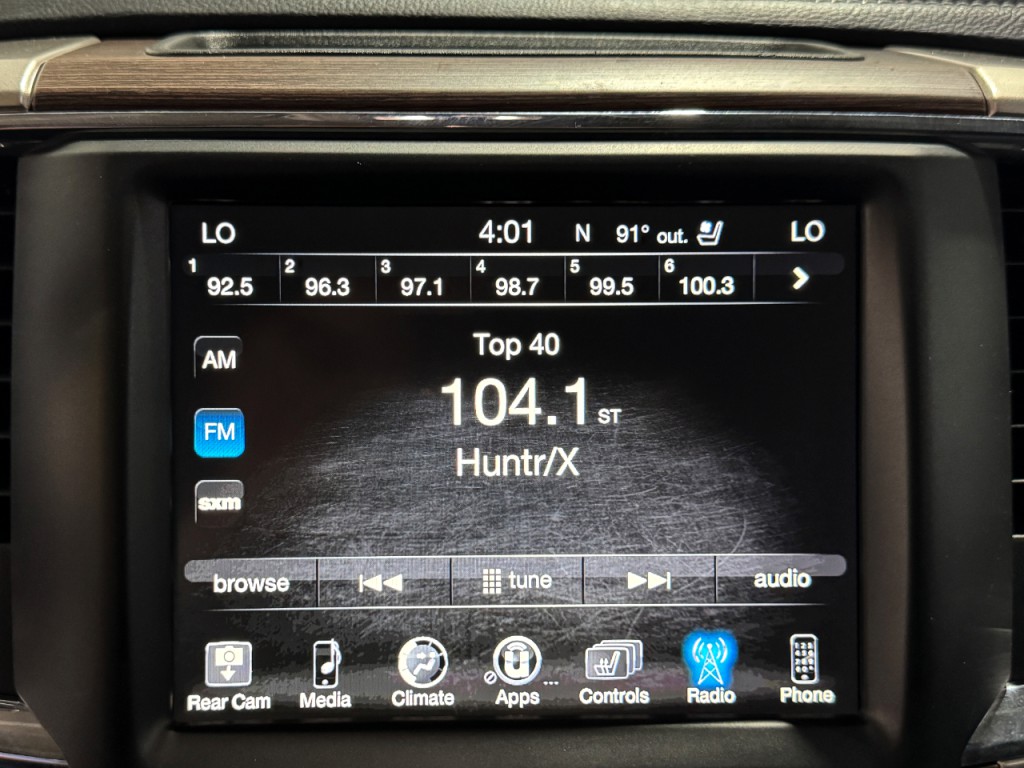 LO 4:01 N 91° out. LO
1 92.5 2 96.3 3 97.1 4 98.7 5 99.5 6 100.3
Top 40
AM
104.1 ST
FM
Huntr/X
sxm
browse tune audio
Rear Cam Media Climate Apps ... Controls Radio Phone